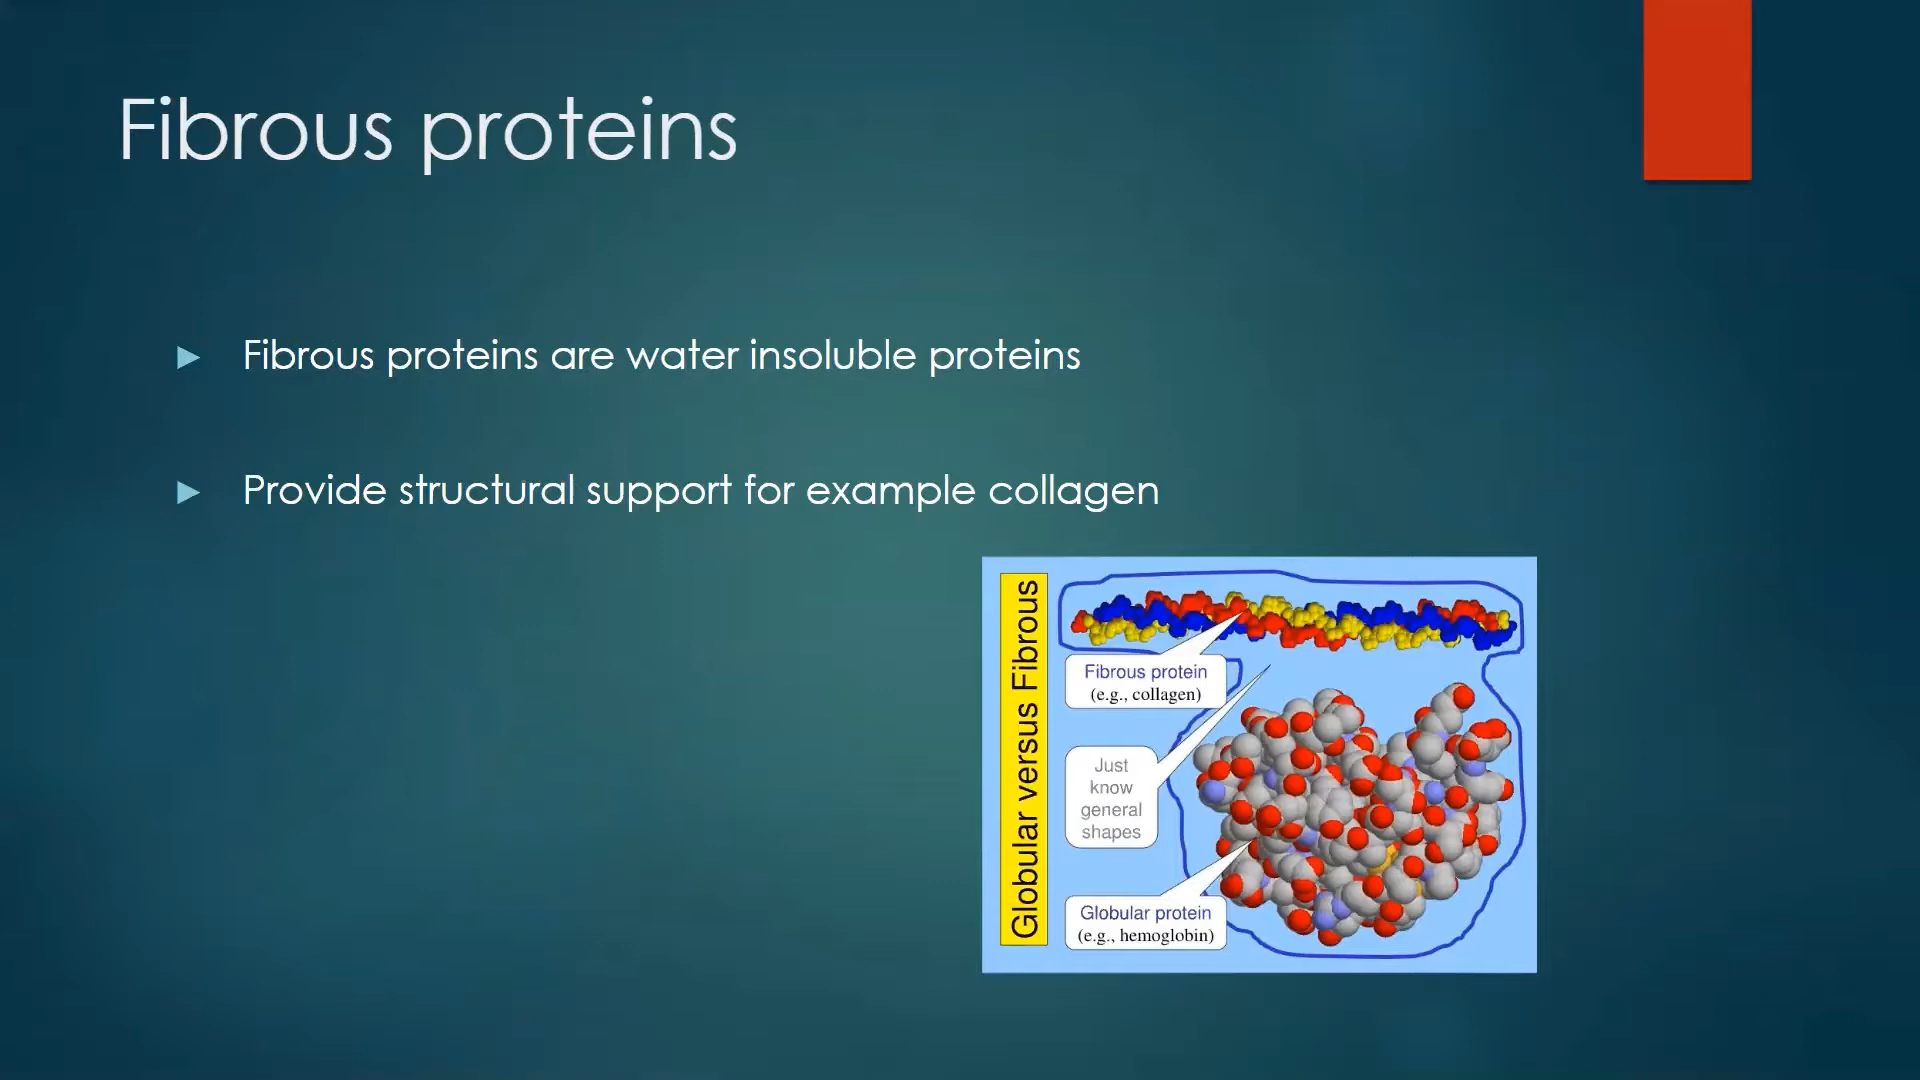 Fibrous proteins
Fibrous proteins are water insoluble proteins
Provide structural support for example collagen
Globular versus Fibrous
Fibrous protein
(e.g., collagen)
Just
know
general
shapes
Globular protein
(e.g., hemoglobin)